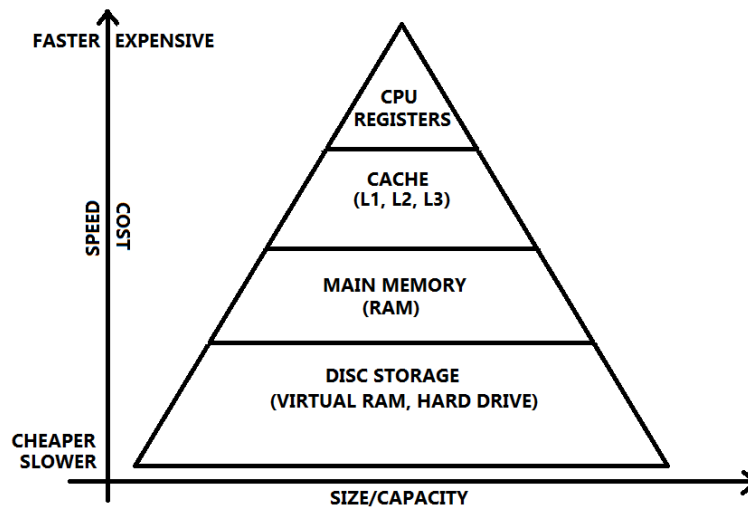 FASTER EXPENSIVE
CPU
REGISTERS
CACHE
(L1, L2, L3)
SPEED
COST
MAIN MEMORY
(RAM)
DISC STORAGE
(VIRTUAL RAM, HARD DRIVE)
CHEAPER
SLOWER
SIZE/CAPACITY